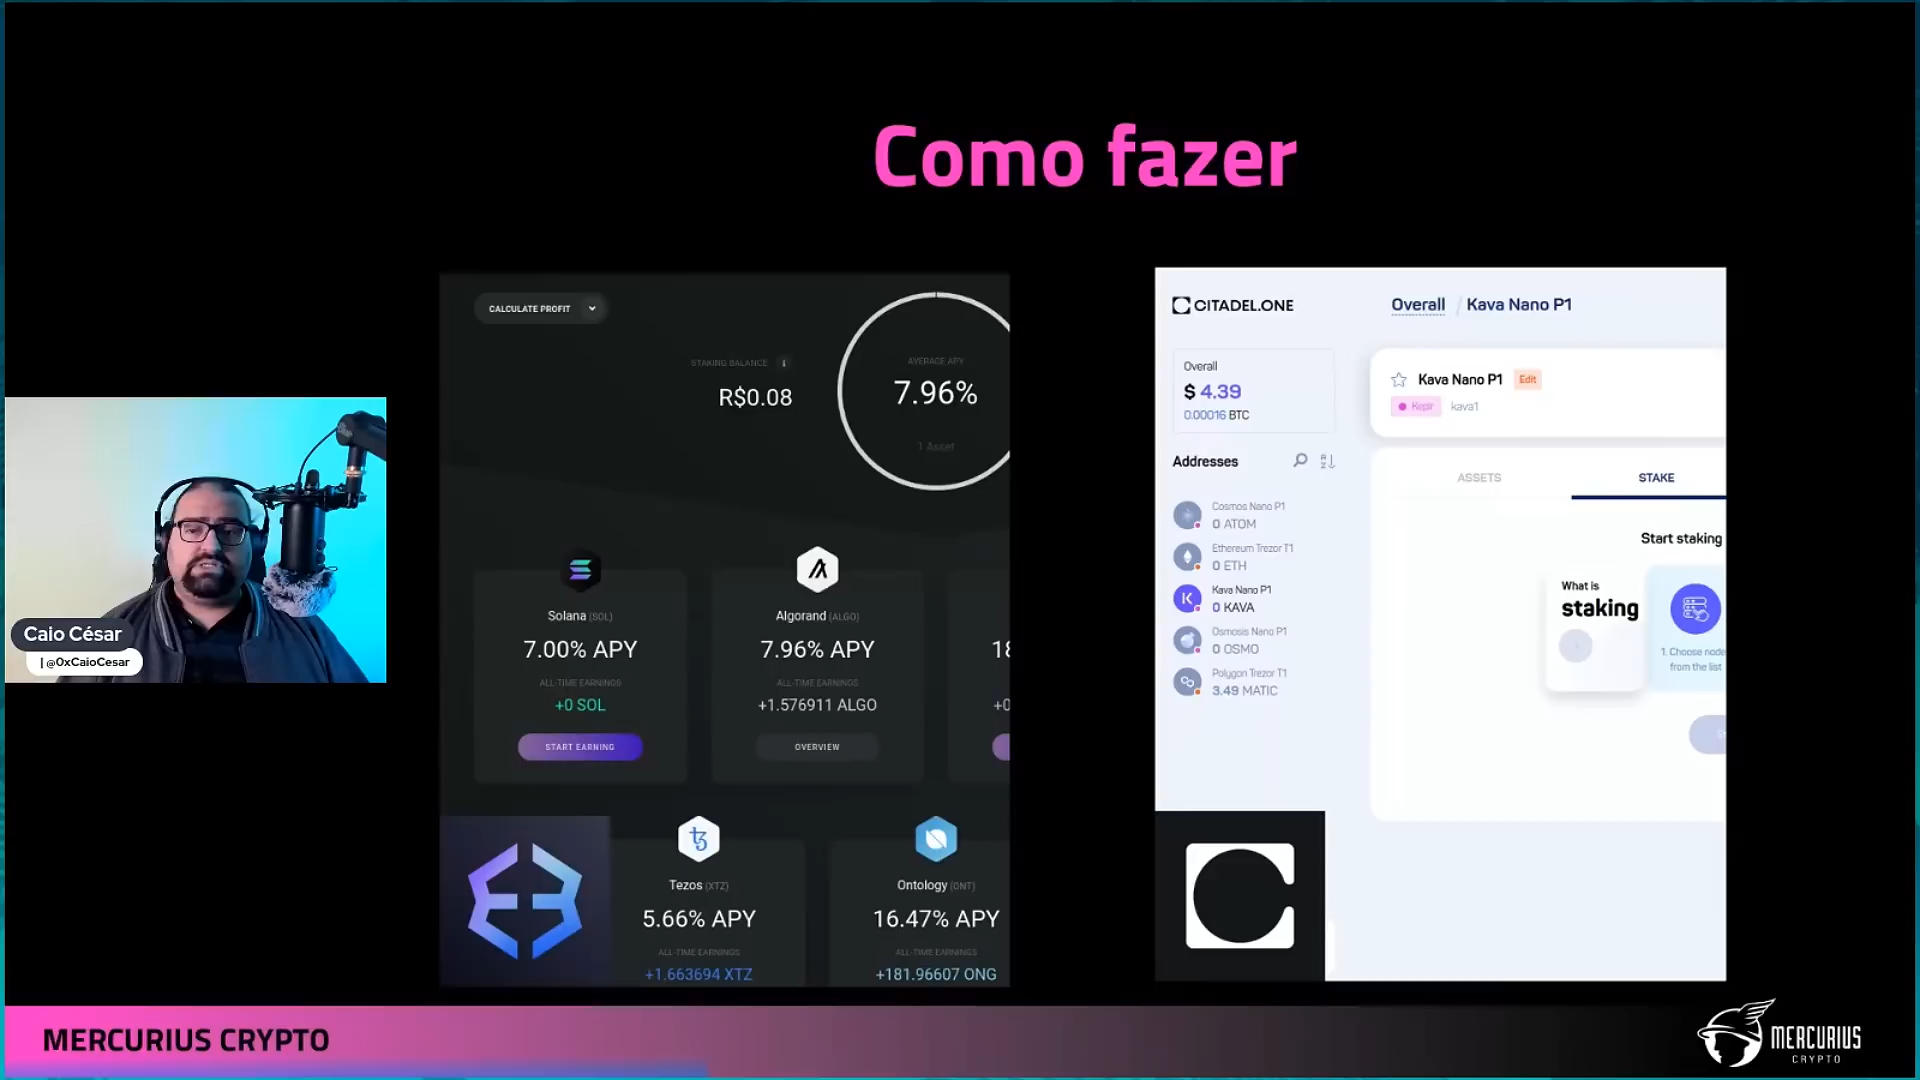 Como fazer
CALCULATE PROFIT
STAKING BALANCE
R$0.08
AVERAGE APY
7.96%
1 Asset
Solana (SOL)
7.00% APY
ALL-TIME EARNINGS
+0 SOL
START EARNING
Algorand (ALGO)
7.96% APY
ALL-TIME EARNINGS
+1.576911 ALGO
OVERVIEW
18
+0
Tezos (XTZ)
5.66% APY
ALL-TIME EARNINGS
+1.663694 XTZ
Ontology (ONT)
16.47% APY
ALL-TIME EARNINGS
+181.96607 ONG
CITADEL.ONE
Overall / Kava Nano P1
Overall
$ 4.39
0.00016 BTC
Addresses
Cosmos Nano P1
0 ATOM
Ethereum Trezor T1
0 ETH
Kava Nano P1
0 KAVA
Osmosis Nano P1
0 OSMO
Polygon Trezor T1
3.49 MATIC
Kava Nano P1 Edit
Keplr kava1
ASSETS STAKE
Start staking
What is
staking
1. Choose node
from the list
Caio César
| @0xCaioCesar
MERCURIUS CRYPTO
MERCURIUS
CRYPTO